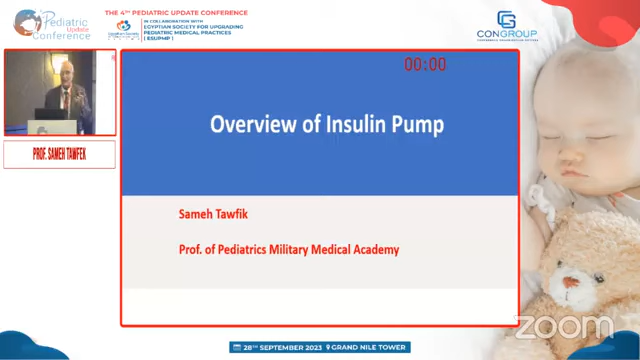 Pediatric
Update
Conference
THE 4TH PEDIATRIC UPDATE CONFERENCE
IN COLLABORATION WITH
EGYPTIAN SOCIETY FOR UPGRADING
PEDIATRIC MEDICAL PRACTICES
( ESUPMP )
CONGROUP
00:00
Overview of Insulin Pump
PROF. SAMEH TAWFEK
Sameh Tawfik
Prof. of Pediatrics Military Medical Academy
zoom
28TH SEPTEMBER 2023 GRAND NILE TOWER